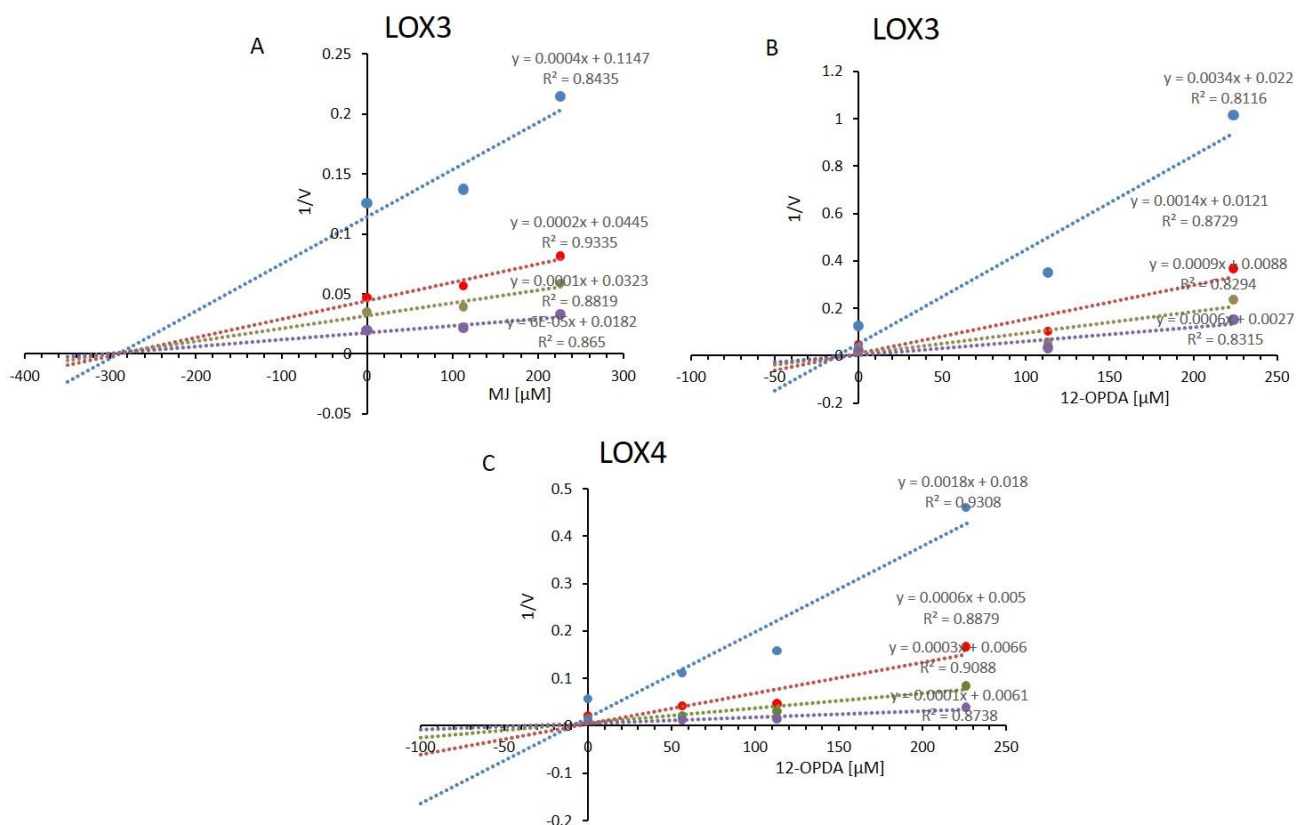 A
LOX3
0.25
0.2
0.15
0.1
0.05
0
-0.05
1/V
y = 0.0004x + 0.1147
R² = 0.8435
y = 0.0002x + 0.0445
R² = 0.9335
y = 0.0001x + 0.0323
R² = 0.8819
y = 6E-05x + 0.0182
R² = 0.865
-400 -300 -200 -100 0 100 200 300
MJ [µM]
B
LOX3
1.2
1
0.8
0.6
0.4
0.2
0
-0.2
1/V
y = 0.0034x + 0.022
R² = 0.8116
y = 0.0014x + 0.0121
R² = 0.8729
y = 0.0009x + 0.0088
R² = 0.8294
y = 0.0006x + 0.0027
R² = 0.8315
-100 -50 0 50 100 150 200 250
12-OPDA [µM]
C
LOX4
0.5
0.4
0.3
0.2
0.1
0
-0.1
-0.2
1/V
y = 0.0018x + 0.018
R² = 0.9308
y = 0.0006x + 0.005
R² = 0.8879
y = 0.0003x + 0.0066
R² = 0.9088
y = 0.0001x + 0.0061
R² = 0.8738
-100 -50 0 50 100 150 200 250
12-OPDA [µM]